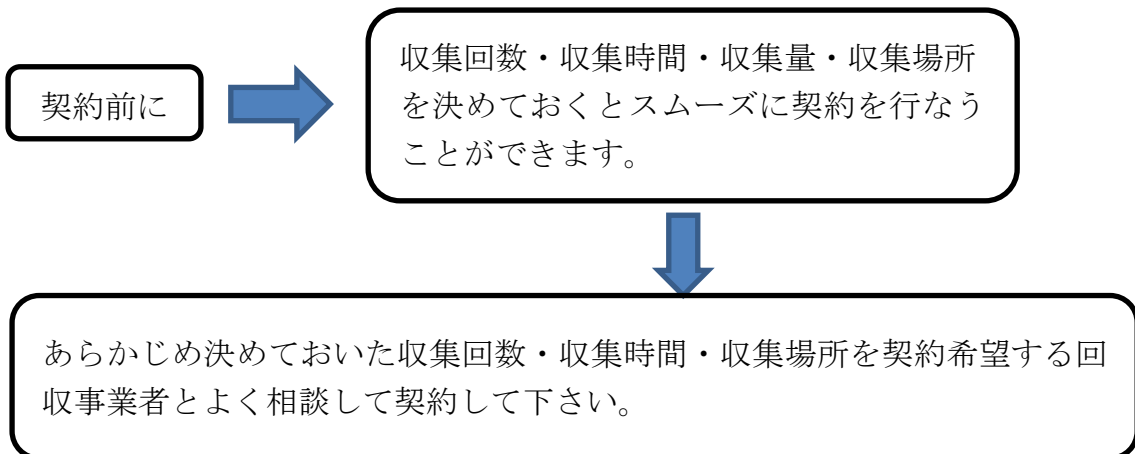 契約前に
収集回数・収集時間・収集量・収集場所
を決めておくとスムーズに契約を行なう
ことができます。
あらかじめ決めておいた収集回数・収集時間・収集場所を契約希望する回
収事業者とよく相談して契約して下さい。